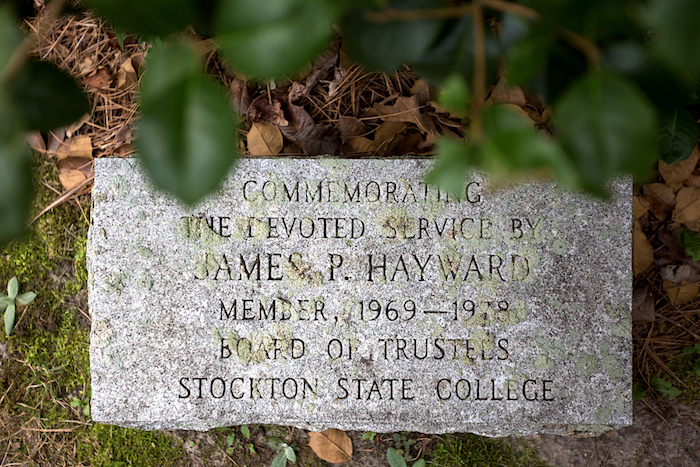 COMMEMORATING
THE DEVOTED SERVICE BY
JAMES P. HAYWARD
MEMBER, 1969—1978
BOARD OF TRUSTEES
STOCKTON STATE COLLEGE